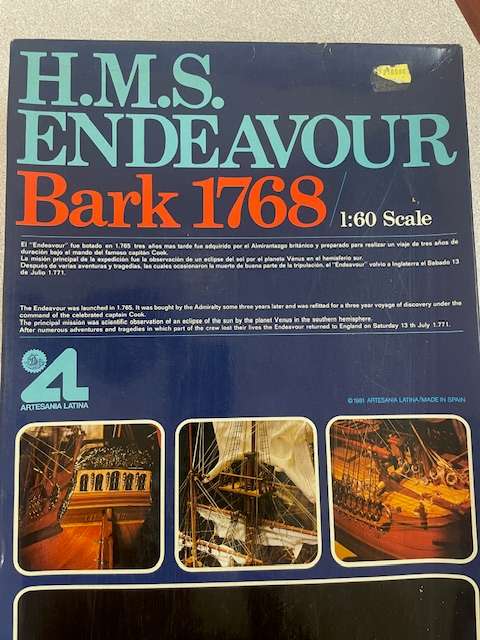 H.M.S.
ENDEAVOUR
Bark 1768/
1:60 Scale
El "Endeavour" fue botado en 1.765 tres años mas tarde fue adquirido por el Almirantazgo británico y preparado para realizar un viaje de tres años de
duración bajo el mando del famoso capitán Cook.
La misión principal de la expedición fue la observación de un eclipse del sol por el planeta Vénus en el hemisferio sur.
Después de varias aventuras y tragedias, las cuales ocasionaron la muerte de buena parte de la tripulación, el "Endeavour" volvio a Inglaterra el Sabado 13
de Julio 1.771.
The Endeavour was launched in 1.765. It was bought by the Admiralty some three years later and was refitted for a three year voyage of discovery under the
command of the celebrated captain Cook.
The principal mission was scientific observation of an eclipse of the sun by the planet Venus in the southern hemisphere.
After numerous adventures and tragedies in which part of the crew lost their lives the Endeavour returned to England on Saturday 13 th July 1.771.
AL
ARTESANIA LATINA
©1981 ARTESANIA LATINA/MADE IN SPAIN